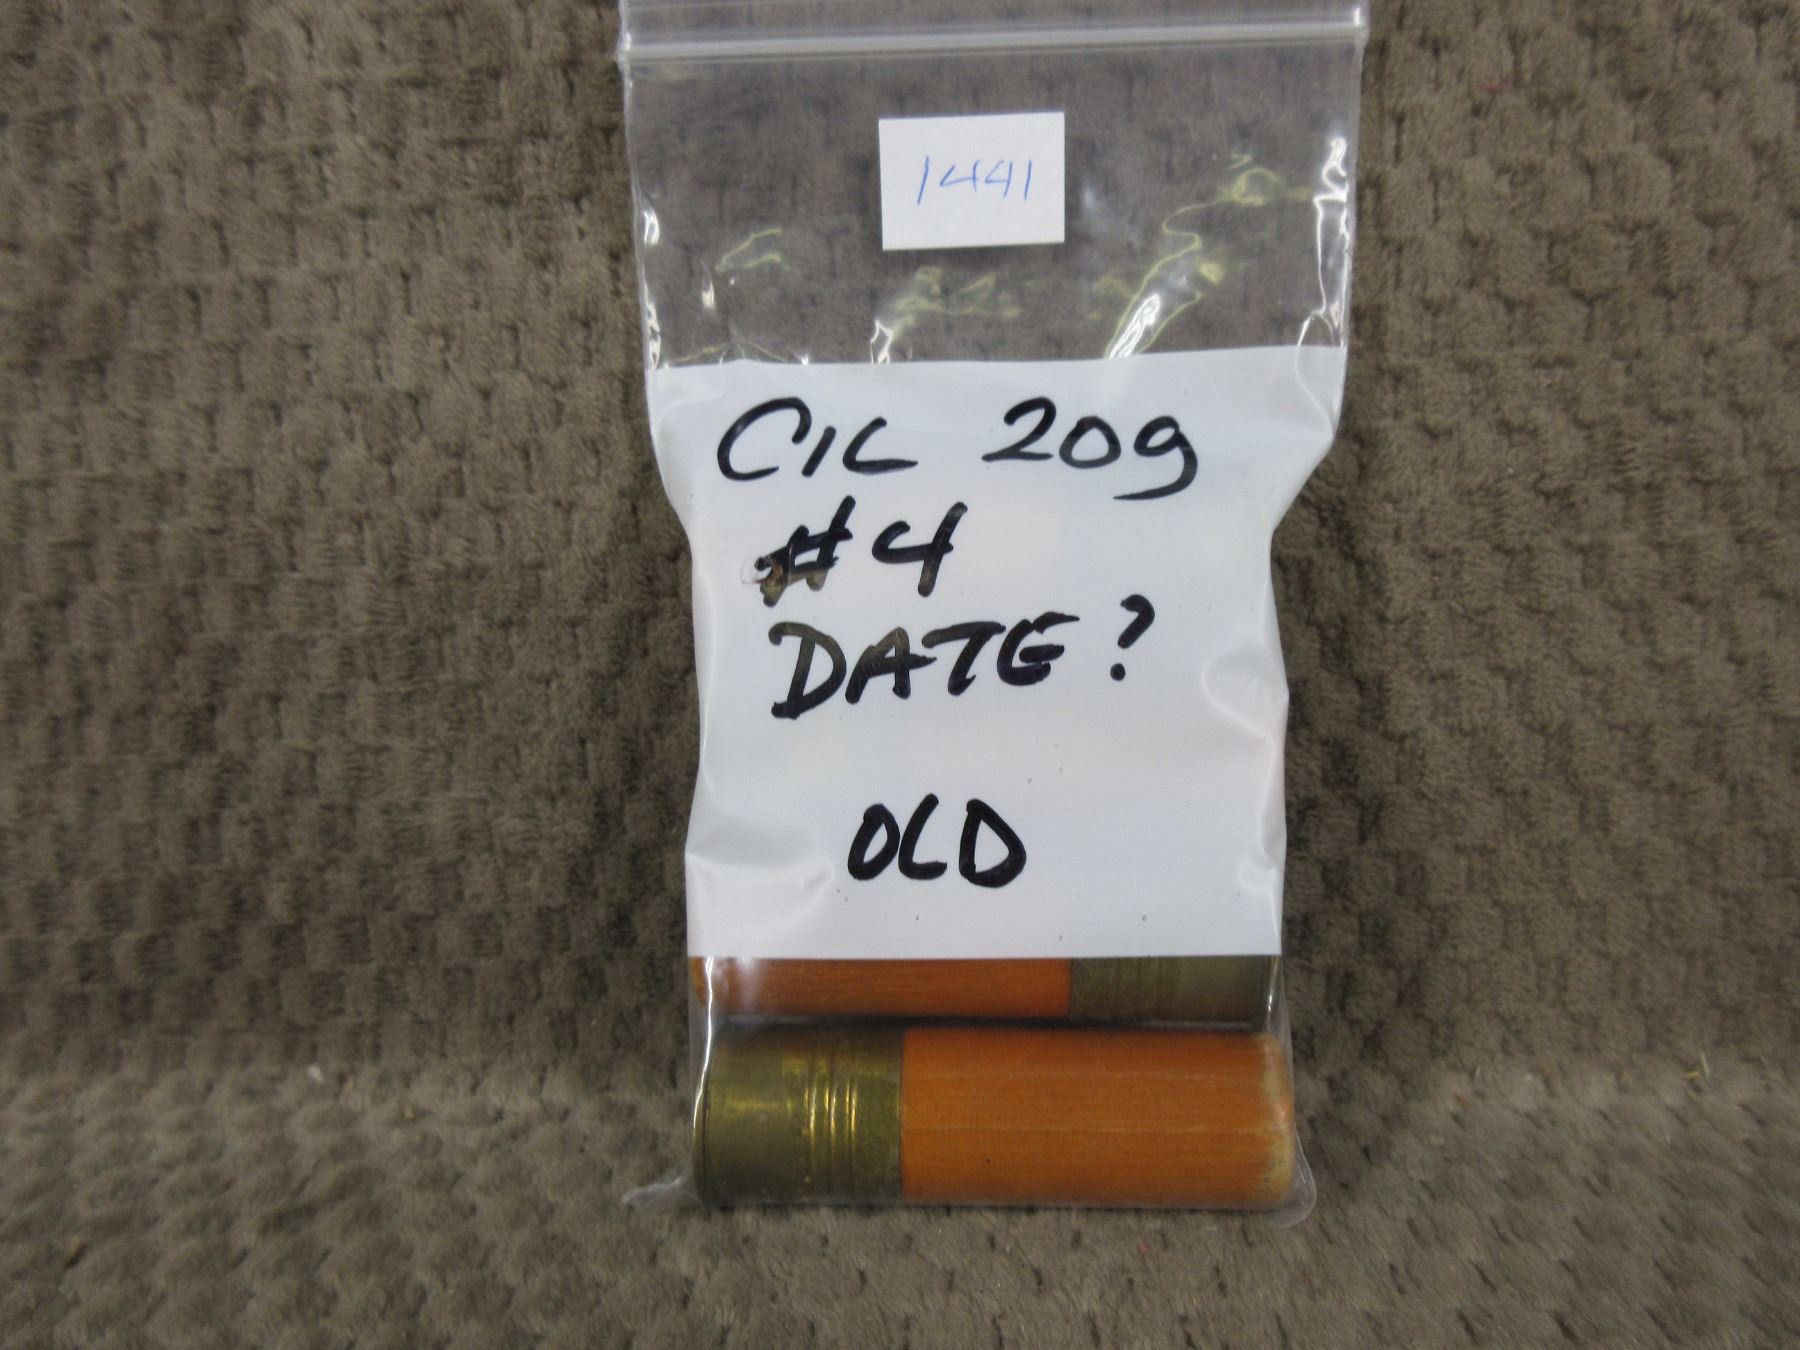 1441
CIL 20g
#4
DATE?
OLD